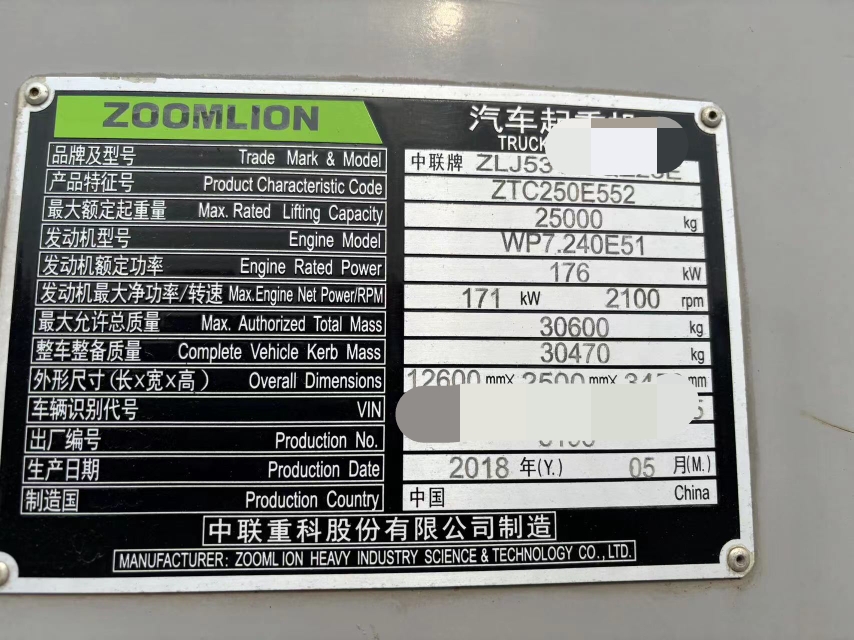 ZOOMLION
汽车起重机
TRUCK
品牌及型号 Trade Mark & Model 中联牌
产品特征号 Product Characteristic Code ZTC250E552
最大额定起重量 Max. Rated Lifting Capacity 25000 kg
发动机型号 Engine Model WP7.240E51
发动机额定功率 Engine Rated Power 176 kW
发动机最大净功率/转速 Max.Engine Net Power/RPM 171 kW 2100 rpm
最大允许总质量 Max. Authorized Total Mass 30600 kg
整车整备质量 Complete Vehicle Kerb Mass 30470 kg
外形尺寸(长×宽×高) Overall Dimensions 12600 mm× 2500 mm× mm
车辆识别代号 VIN
出厂编号 Production No.
生产日期 Production Date 2018 年(Y.) 05 月(M.)
制造国 Production Country 中国 China
中联重科股份有限公司制造
MANUFACTURER: ZOOMLION HEAVY INDUSTRY SCIENCE & TECHNOLOGY CO., LTD.